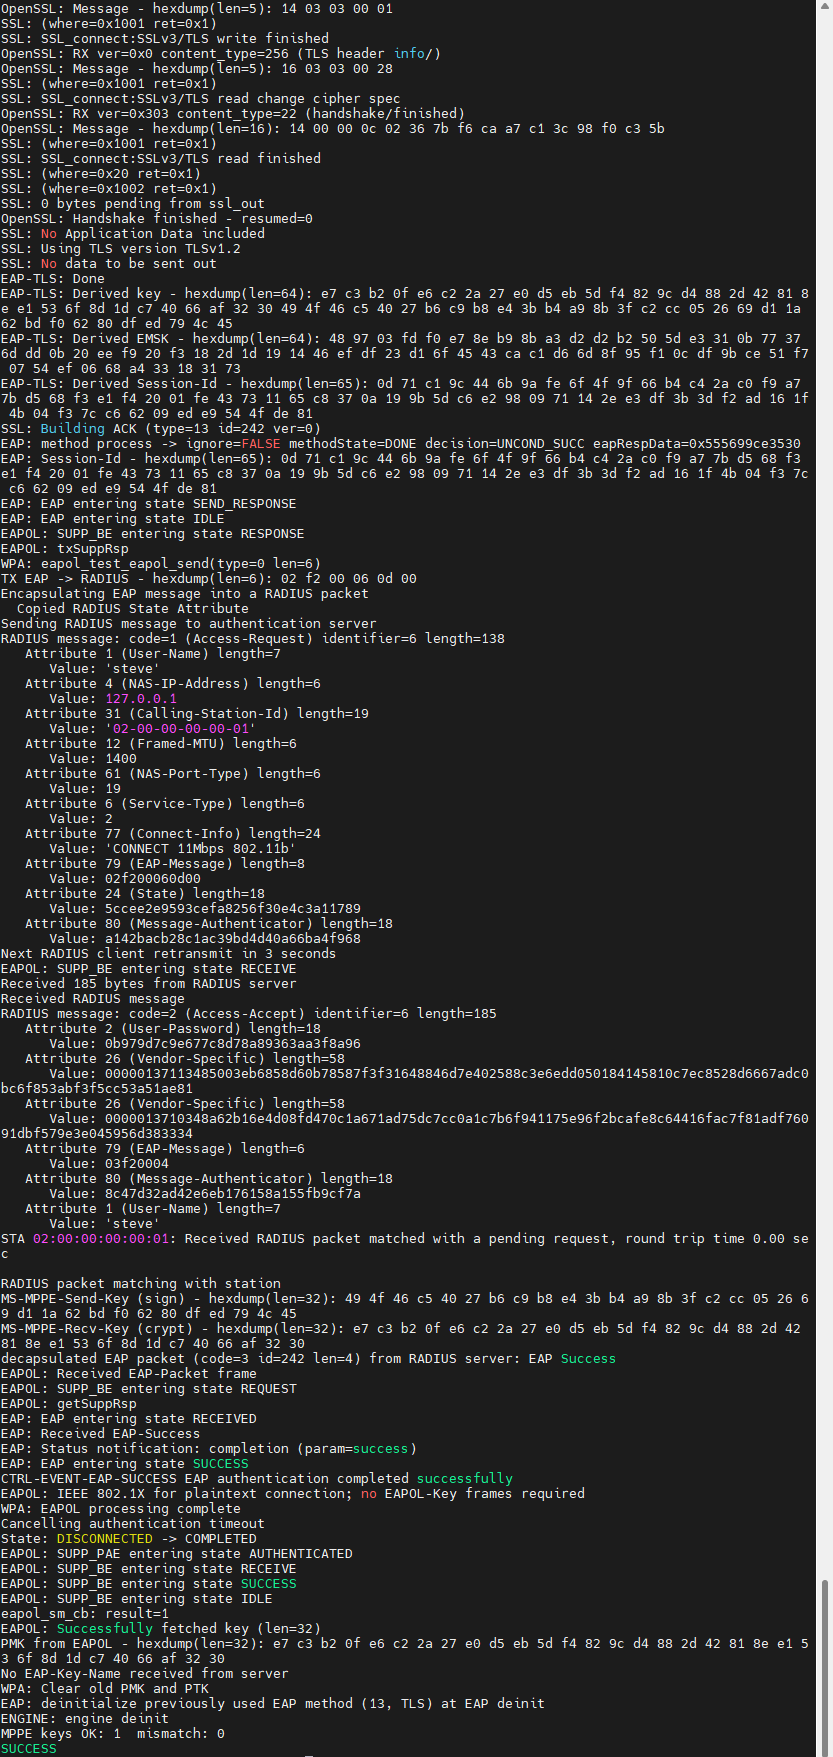 OpenSSL: Message - hexdump(len=5): 14 03 03 00 01
SSL: (where=0x1001 ret=0x1)
SSL: SSL_connect:SSLv3/TLS write finished
OpenSSL: RX ver=0x0 content_type=256 (TLS header info/)
OpenSSL: Message - hexdump(len=5): 16 03 03 00 28
SSL: (where=0x1001 ret=0x1)
SSL: SSL_connect:SSLv3/TLS read change cipher spec
OpenSSL: RX ver=0x303 content_type=22 (handshake/finished)
OpenSSL: Message - hexdump(len=16): 14 00 00 0c 02 36 7b f6 ca a7 c1 3c 98 f0 c3 5b
SSL: (where=0x1001 ret=0x1)
SSL: SSL_connect:SSLv3/TLS read finished
SSL: (where=0x20 ret=0x1)
SSL: (where=0x1002 ret=0x1)
SSL: 0 bytes pending from ssl_out
OpenSSL: Handshake finished - resumed=0
SSL: No Application Data included
SSL: Using TLS version TLSv1.2
SSL: No data to be sent out
EAP-TLS: Done
EAP-TLS: Derived key - hexdump(len=64): e7 c3 b2 0f e6 c2 2a 27 e0 d5 eb 5d f4 82 9c d4 88 2d 42 81 8
e e1 53 6f 8d 1d c7 40 66 af 32 30 49 4f 46 c5 40 27 b6 c9 b8 e4 3b b4 a9 8b 3f c2 cc 05 26 69 d1 1a
62 bd f0 62 80 df ed 79 4c 45
EAP-TLS: Derived EMSK - hexdump(len=64): 48 97 03 fd f0 e7 8e b9 8b a3 d2 d2 b2 50 5d e3 31 0b 77 37
6d dd 0b 20 ee f9 20 f3 18 2d 1d 19 14 46 ef df 23 d1 6f 45 43 ca c1 d6 6d 8f 95 f1 0c df 9b ce 51 f7
07 54 ef 06 68 a4 33 18 31 73
EAP-TLS: Derived Session-Id - hexdump(len=65): 0d 71 c1 9c 44 6b 9a fe 6f 4f 9f 66 b4 c4 2a c0 f9 a7
7b d5 68 f3 e1 f4 20 01 fe 43 73 11 65 c8 37 0a 19 9b 5d c6 e2 98 09 71 14 2e e3 df 3b 3d f2 ad 16 1f
4b 04 f3 7c c6 62 09 ed e9 54 4f de 81
SSL: Building ACK (type=13 id=242 ver=0)
EAP: method process -> ignore=FALSE methodState=DONE decision=UNCOND_SUCC eapRespData=0x555699ce3530
EAP: Session-Id - hexdump(len=65): 0d 71 c1 9c 44 6b 9a fe 6f 4f 9f 66 b4 c4 2a c0 f9 a7 7b d5 68 f3
e1 f4 20 01 fe 43 73 11 65 c8 37 0a 19 9b 5d c6 e2 98 09 71 14 2e e3 df 3b 3d f2 ad 16 1f 4b 04 f3 7c
c6 62 09 ed e9 54 4f de 81
EAP: EAP entering state SEND_RESPONSE
EAP: EAP entering state IDLE
EAPOL: SUPP_BE entering state RESPONSE
EAPOL: txSuppRsp
WPA: eapol_test_eapol_send(type=0 len=6)
TX EAP -> RADIUS - hexdump(len=6): 02 f2 00 06 0d 00
Encapsulating EAP message into a RADIUS packet
Copied RADIUS State Attribute
Sending RADIUS message to authentication server
RADIUS message: code=1 (Access-Request) identifier=6 length=138
Attribute 1 (User-Name) length=7
Value: 'steve'
Attribute 4 (NAS-IP-Address) length=6
Value: 127.0.0.1
Attribute 31 (Calling-Station-Id) length=19
Value: '02-00-00-00-00-01'
Attribute 12 (Framed-MTU) length=6
Value: 1400
Attribute 61 (NAS-Port-Type) length=6
Value: 19
Attribute 6 (Service-Type) length=6
Value: 2
Attribute 77 (Connect-Info) length=24
Value: 'CONNECT 11Mbps 802.11b'
Attribute 79 (EAP-Message) length=8
Value: 02f200060d00
Attribute 24 (State) length=18
Value: 5ccee2e9593cefa8256f30e4c3a11789
Attribute 80 (Message-Authenticator) length=18
Value: a142bacb28c1ac39bd4d40a66ba4f968
Next RADIUS client retransmit in 3 seconds
EAPOL: SUPP_BE entering state RECEIVE
Received 185 bytes from RADIUS server
Received RADIUS message
RADIUS message: code=2 (Access-Accept) identifier=6 length=185
Attribute 2 (User-Password) length=18
Value: 0b979d7c9e677c8d78a89363aa3f8a96
Attribute 26 (Vendor-Specific) length=58
Value: 00000137113485003eb6858d60b78587f3f31648846d7e402588c3e6edd050184145810c7ec8528d6667adc0
bc6f853abf3f5cc53a51ae81
Attribute 26 (Vendor-Specific) length=58
Value: 0000013710348a62b16e4d08fd470c1a671ad75dc7cc0a1c7b6f941175e96f2bcafe8c64416fac7f81adf760
91dbf579e3e045956d383334
Attribute 79 (EAP-Message) length=6
Value: 03f20004
Attribute 80 (Message-Authenticator) length=18
Value: 8c47d32ad42e6eb176158a155fb9cf7a
Attribute 1 (User-Name) length=7
Value: 'steve'
STA 02:00:00:00:00:01: Received RADIUS packet matched with a pending request, round trip time 0.00 se
c
RADIUS packet matching with station
MS-MPPE-Send-Key (sign) - hexdump(len=32): 49 4f 46 c5 40 27 b6 c9 b8 e4 3b b4 a9 8b 3f c2 cc 05 26 6
9 d1 1a 62 bd f0 62 80 df ed 79 4c 45
MS-MPPE-Recv-Key (crypt) - hexdump(len=32): e7 c3 b2 0f e6 c2 2a 27 e0 d5 eb 5d f4 82 9c d4 88 2d 42
81 8e e1 53 6f 8d 1d c7 40 66 af 32 30
decapsulated EAP packet (code=3 id=242 len=4) from RADIUS server: EAP Success
EAPOL: Received EAP-Packet frame
EAPOL: SUPP_BE entering state REQUEST
EAPOL: getSuppRsp
EAP: EAP entering state RECEIVED
EAP: Received EAP-Success
EAP: Status notification: completion (param=success)
EAP: EAP entering state SUCCESS
CTRL-EVENT-EAP-SUCCESS EAP authentication completed successfully
EAPOL: IEEE 802.1X for plaintext connection; no EAPOL-Key frames required
WPA: EAPOL processing complete
Cancelling authentication timeout
State: DISCONNECTED -> COMPLETED
EAPOL: SUPP_PAE entering state AUTHENTICATED
EAPOL: SUPP_BE entering state RECEIVE
EAPOL: SUPP_BE entering state SUCCESS
EAPOL: SUPP_BE entering state IDLE
eapol_sm_cb: result=1
EAPOL: Successfully fetched key (len=32)
PMK from EAPOL - hexdump(len=32): e7 c3 b2 0f e6 c2 2a 27 e0 d5 eb 5d f4 82 9c d4 88 2d 42 81 8e e1 5
3 6f 8d 1d c7 40 66 af 32 30
No EAP-Key-Name received from server
WPA: Clear old PMK and PTK
EAP: deinitialize previously used EAP method (13, TLS) at EAP deinit
ENGINE: engine deinit
MPPE keys OK: 1  mismatch: 0
SUCCESS